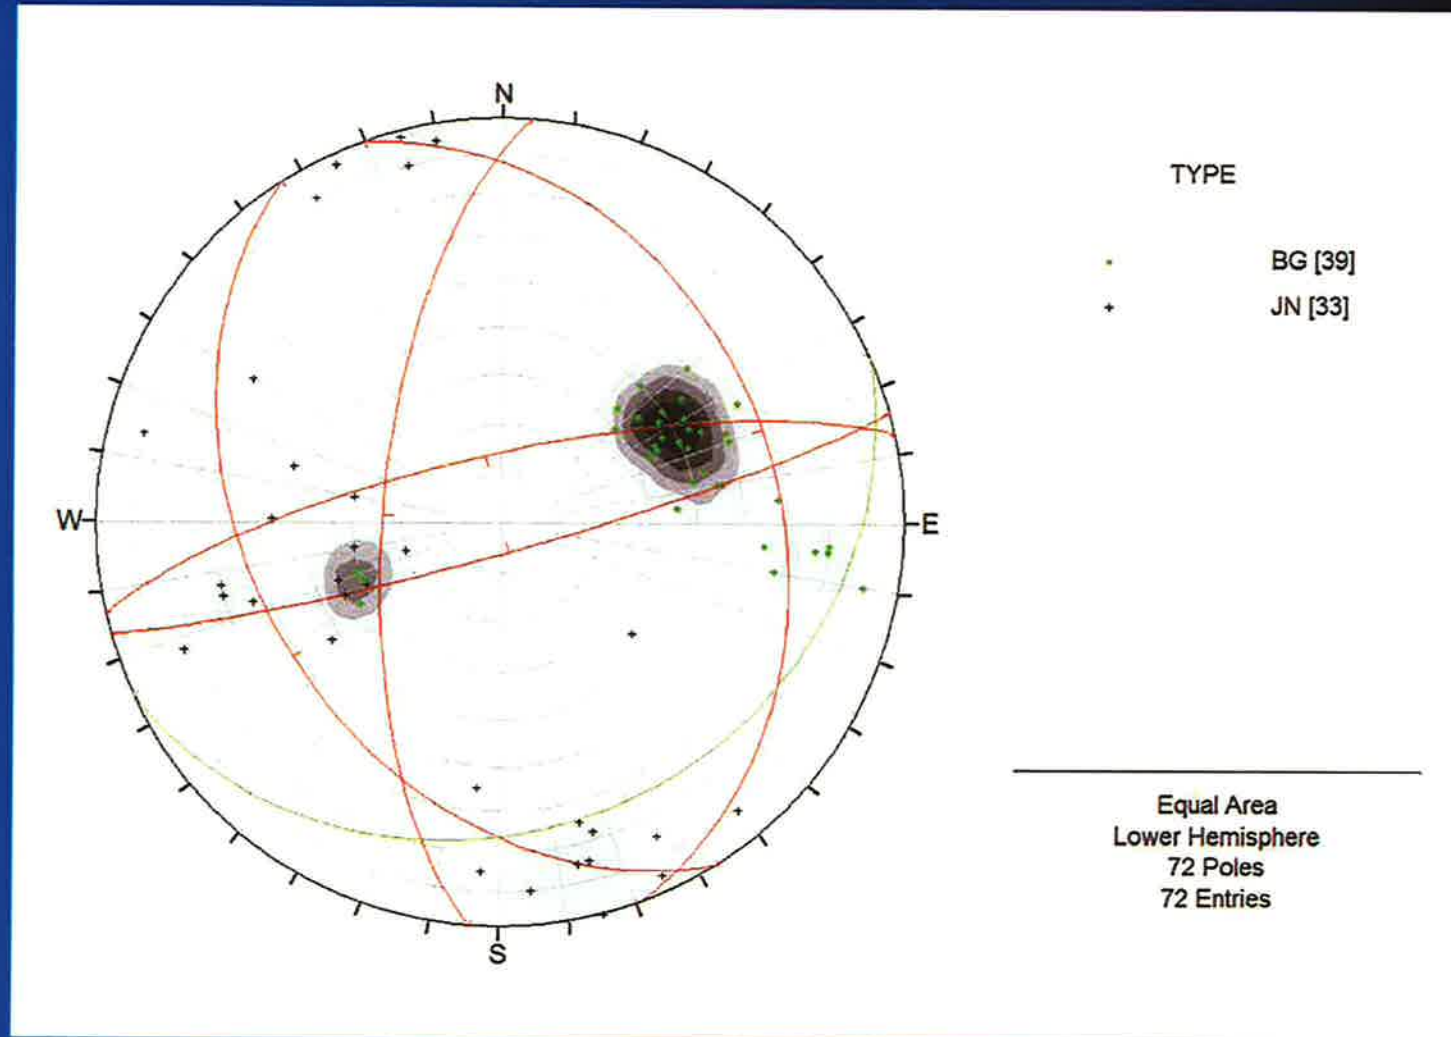 N
W
E
S
TYPE
BG [39]
JN [33]
Equal Area
Lower Hemisphere
72 Poles
72 Entries